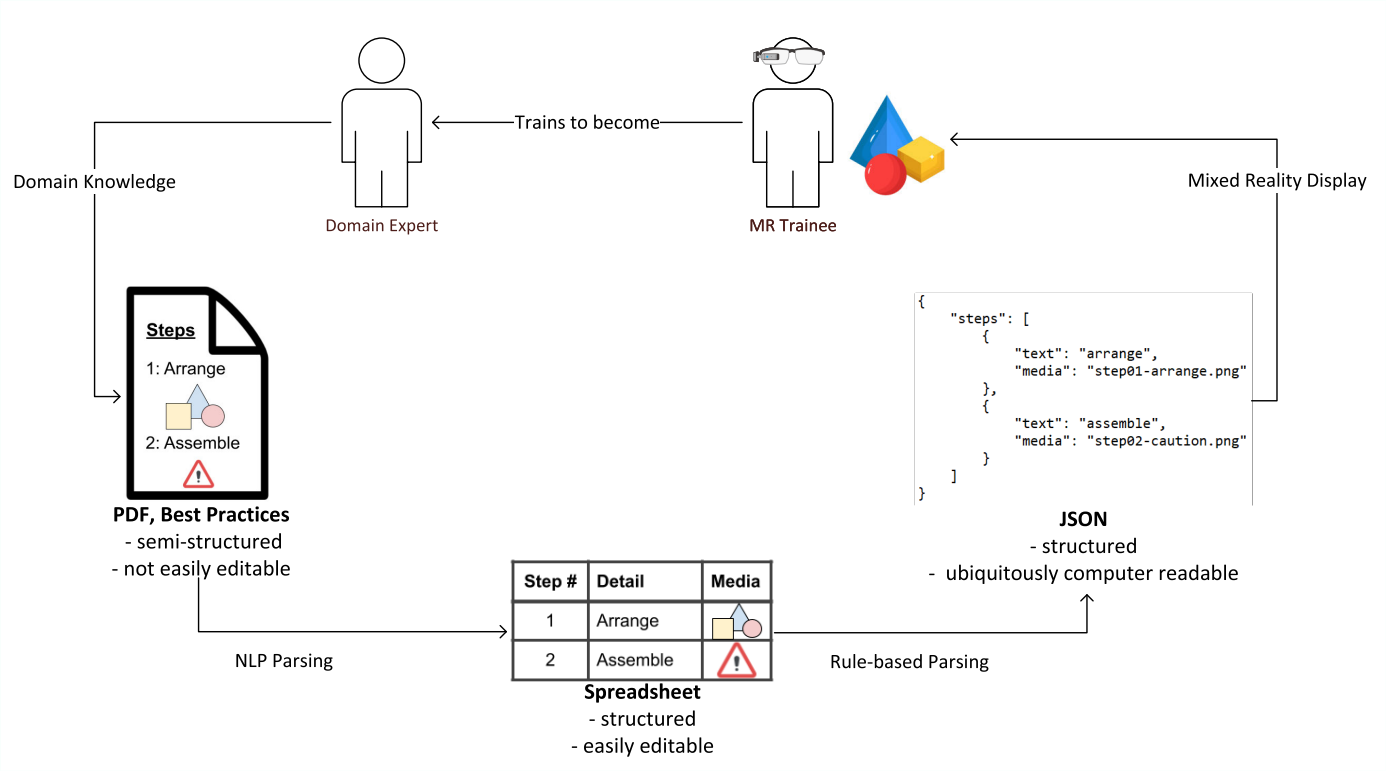 Trains to become
Domain Knowledge
Mixed Reality Display
Domain Expert
MR Trainee
Steps
1: Arrange
2: Assemble
PDF, Best Practices
- semi-structured
- not easily editable
{
"steps": [
{
"text": "arrange",
"media": "step01-arrange.png"
},
{
"text": "assemble",
"media": "step02-caution.png"
}
]
}
JSON
- structured
- ubiquitously computer readable
NLP Parsing
Step # Detail Media
1 Arrange
2 Assemble
Spreadsheet
- structured
- easily editable
Rule-based Parsing